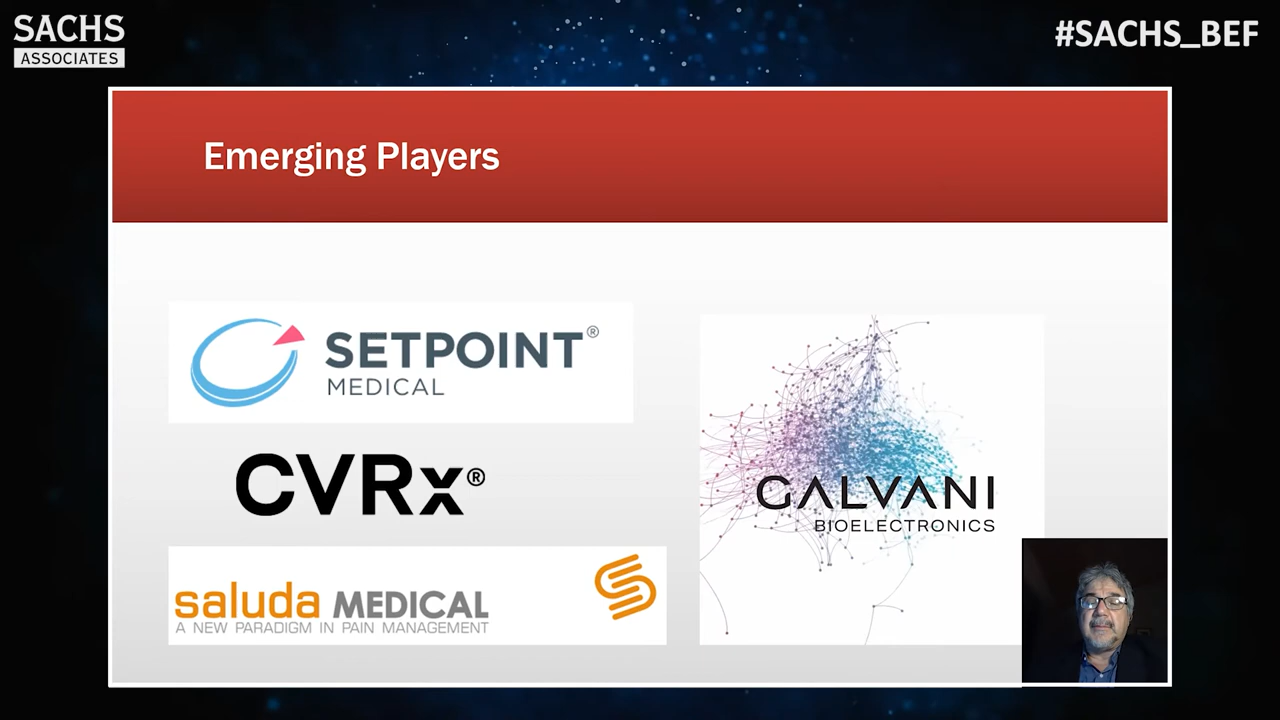 SACHS
ASSOCIATES
#SACHS_BEF
Emerging Players
SETPOINT®
MEDICAL
CVRx®
saluda MEDICAL
A NEW PARADIGM IN PAIN MANAGEMENT
GALVANI
BIOELECTRONICS